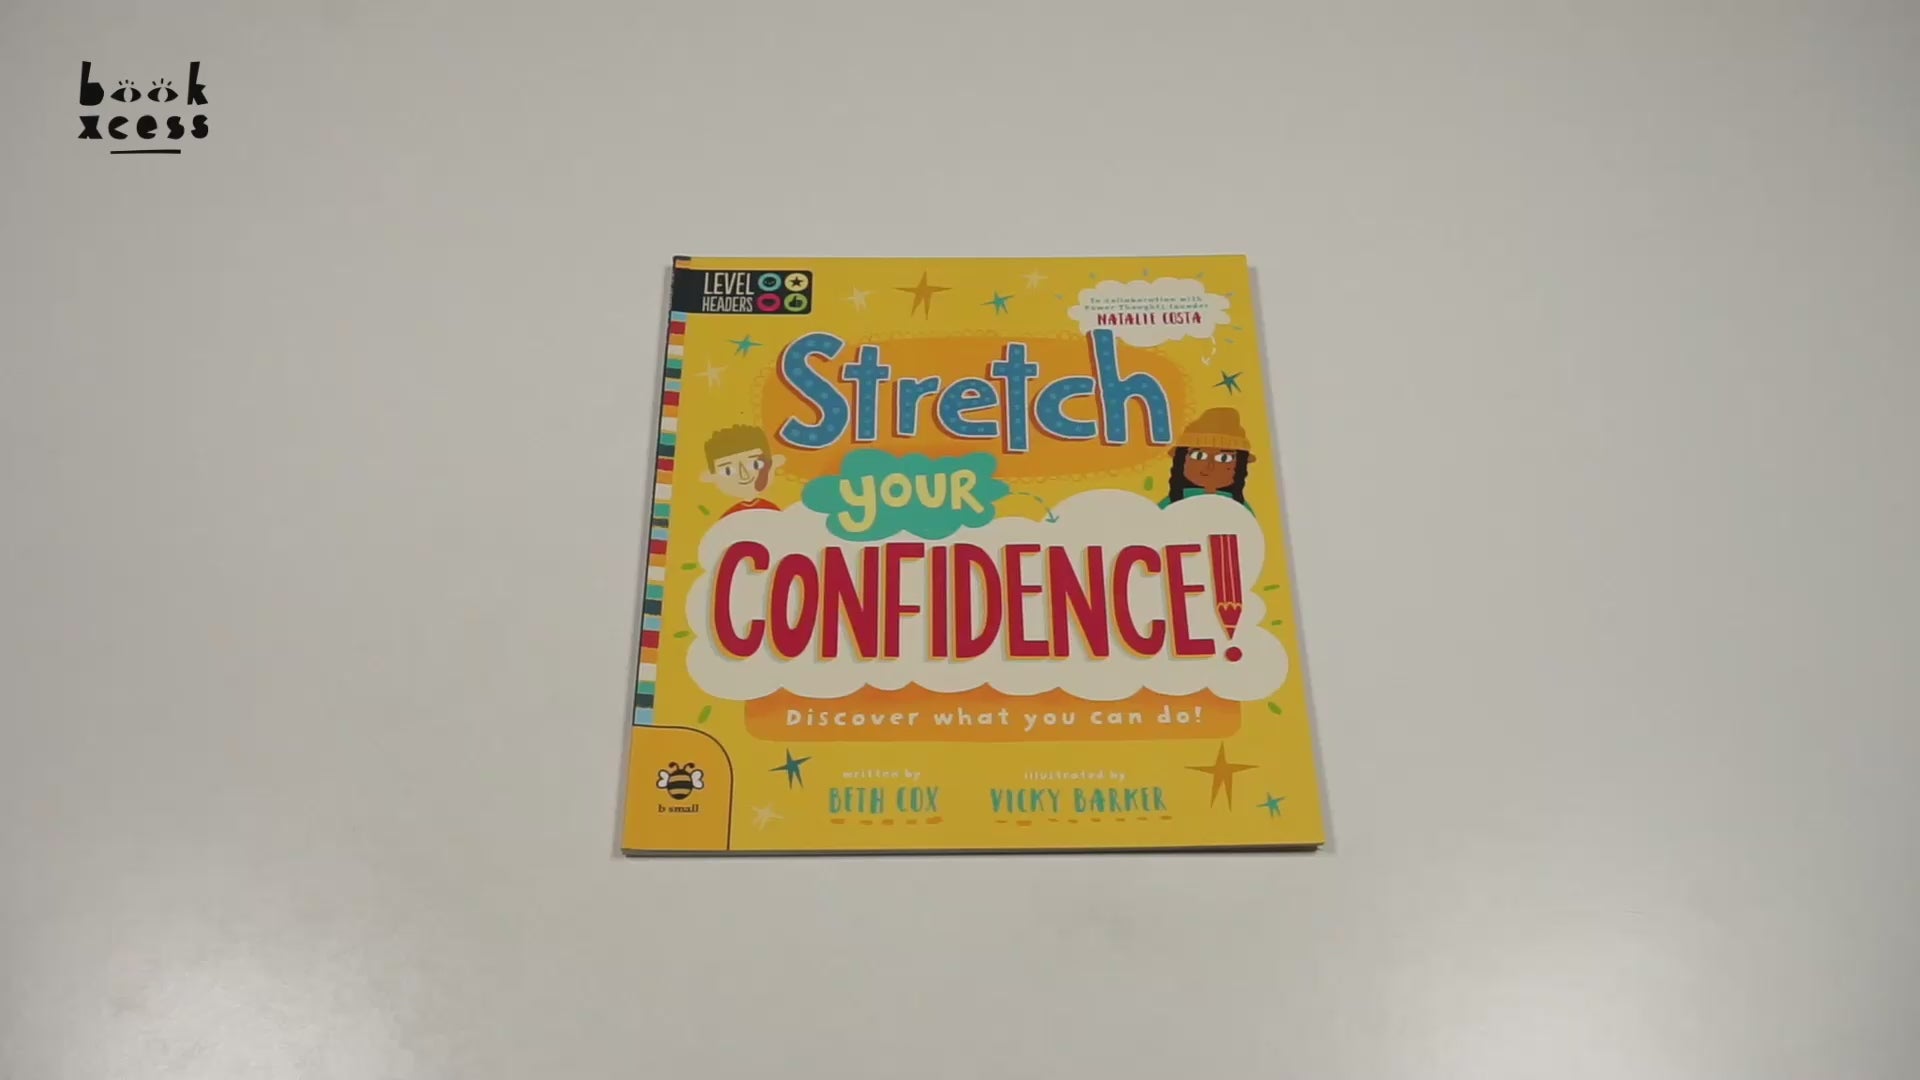 book
xcess
LEVEL
HEADERS
In collaboration with
Power Thoughts founder
NATALIE COSTA
Stretch
YOUR
CONFIDENCE!
Discover what you can do!
written by
BETH COX
illustrated by
VICKY BARKER
b small